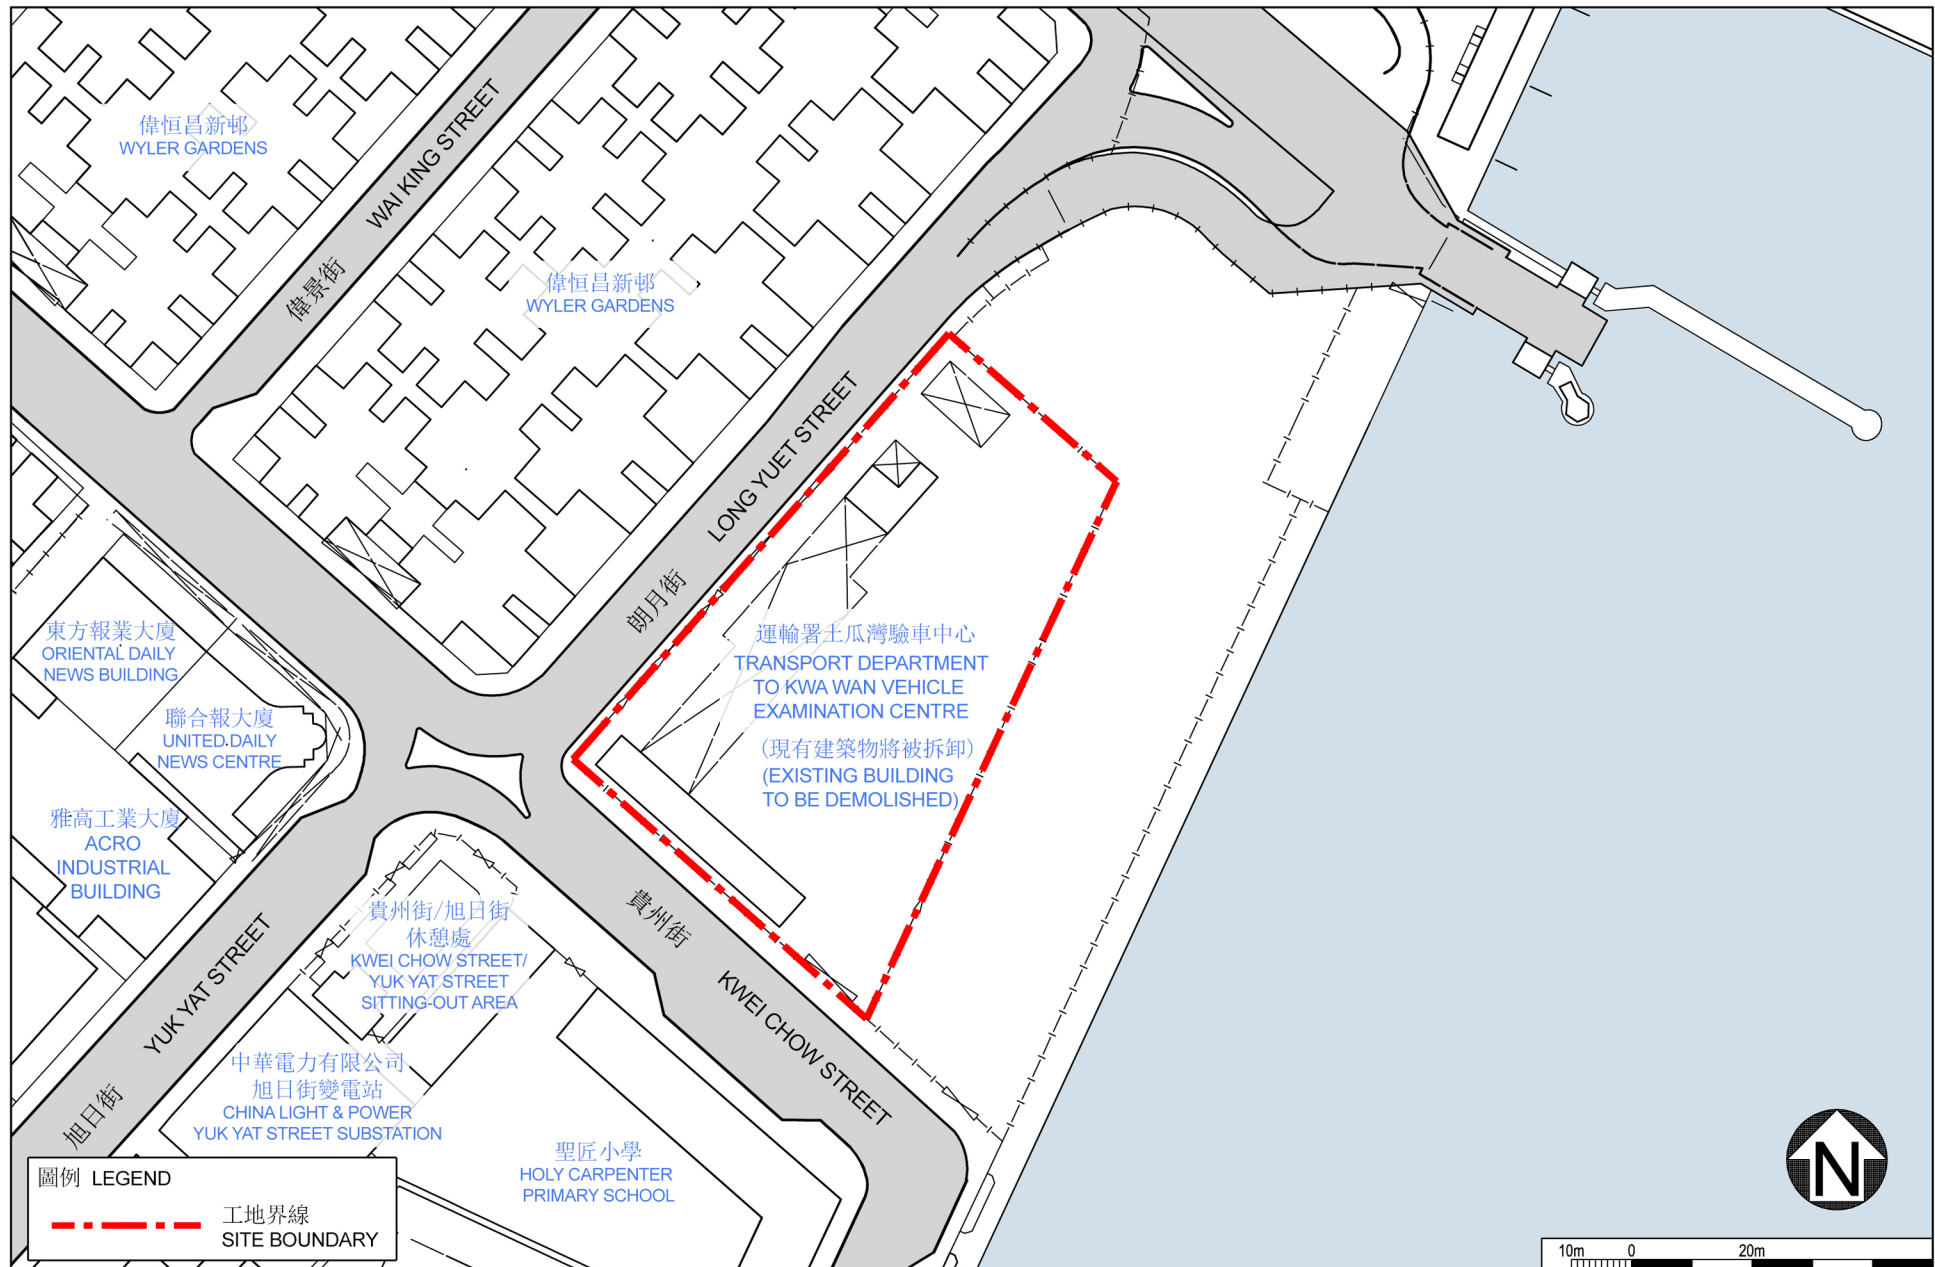 偉恒昌新邨
WYLER GARDENS
WAI KING STREET
偉景街
偉恒昌新邨
WYLER GARDENS
LONG YUET STREET
朗月街
東方報業大廈
ORIENTAL DAILY
NEWS BUILDING
聯合報大廈
UNITED DAILY
NEWS CENTRE
雅高工業大廈
ACRO
INDUSTRIAL
BUILDING
運輸署土瓜灣驗車中心
TRANSPORT DEPARTMENT
TO KWA WAN VEHICLE
EXAMINATION CENTRE
(現有建築物將被拆卸)
(EXISTING BUILDING
TO BE DEMOLISHED)
貴州街/旭日街
休憩處
KWEI CHOW STREET/
YUK YAT STREET
SITTING-OUT AREA
貴州街
KWEI CHOW STREET
YUK YAT STREET
旭日街
中華電力有限公司
旭日街變電站
CHINA LIGHT & POWER
YUK YAT STREET SUBSTATION
聖匠小學
HOLY CARPENTER
PRIMARY SCHOOL
圖例 LEGEND
工地界線
SITE BOUNDARY
N
10m 0 20m